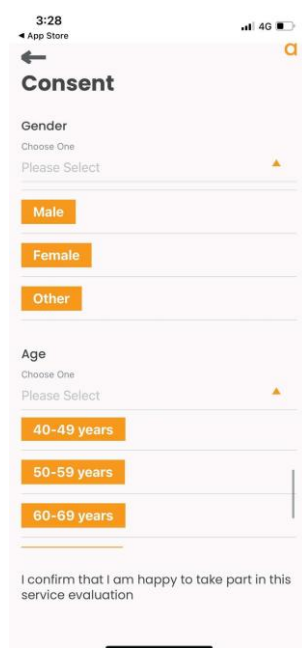 3:28
4G
◀ App Store
a
Consent
Gender
Choose One
Please Select
Male
Female
Other
Age
Choose One
Please Select
40-49 years
50-59 years
60-69 years
I confirm that I am happy to take part in this
service evaluation